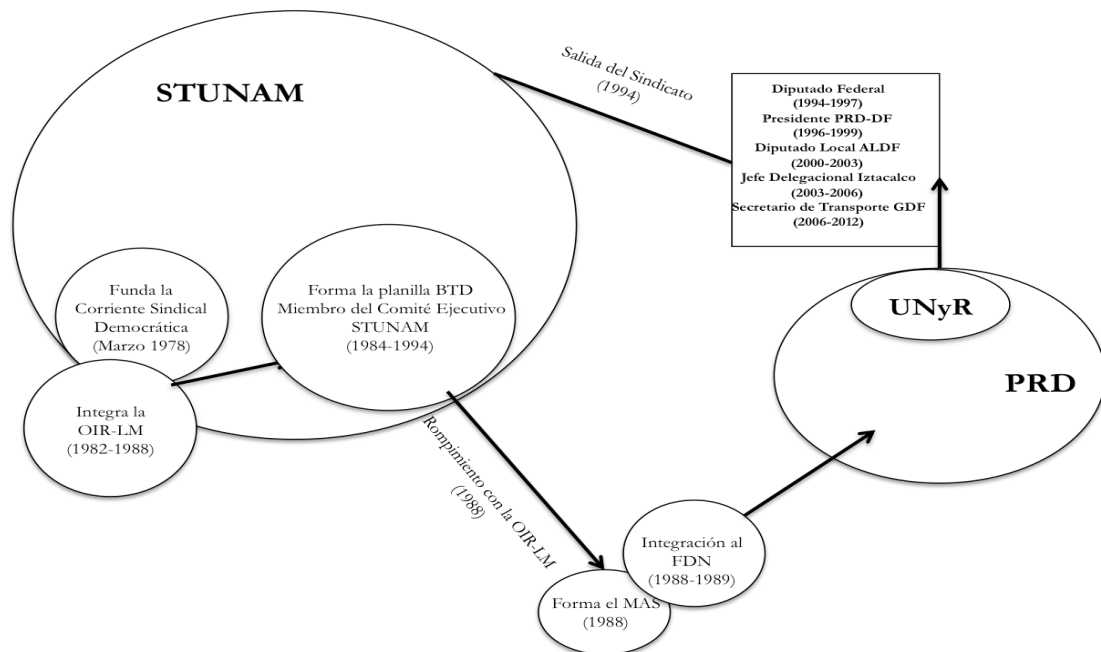 STUNAM
Funda la
Corriente Sindical
Democrática
(Marzo 1978)
Integra la
OIR-LM
(1982-1988)
Forma la planilla BTD
Miembro del Comité Ejecutivo
STUNAM
(1984-1994)
Rompimiento con la OIR-LM
(1988)
Forma el MAS
(1988)
Integración al
FDN
(1988-1989)
PRD
UNyR
Diputado Federal
(1994-1997)
Presidente PRD-DF
(1996-1999)
Diputado Local ALDF
(2000-2003)
Jefe Delegacional Iztacalco
(2003-2006)
Secretario de Transporte GDF
(2006-2012)
Salida del Sindicato
(1994)